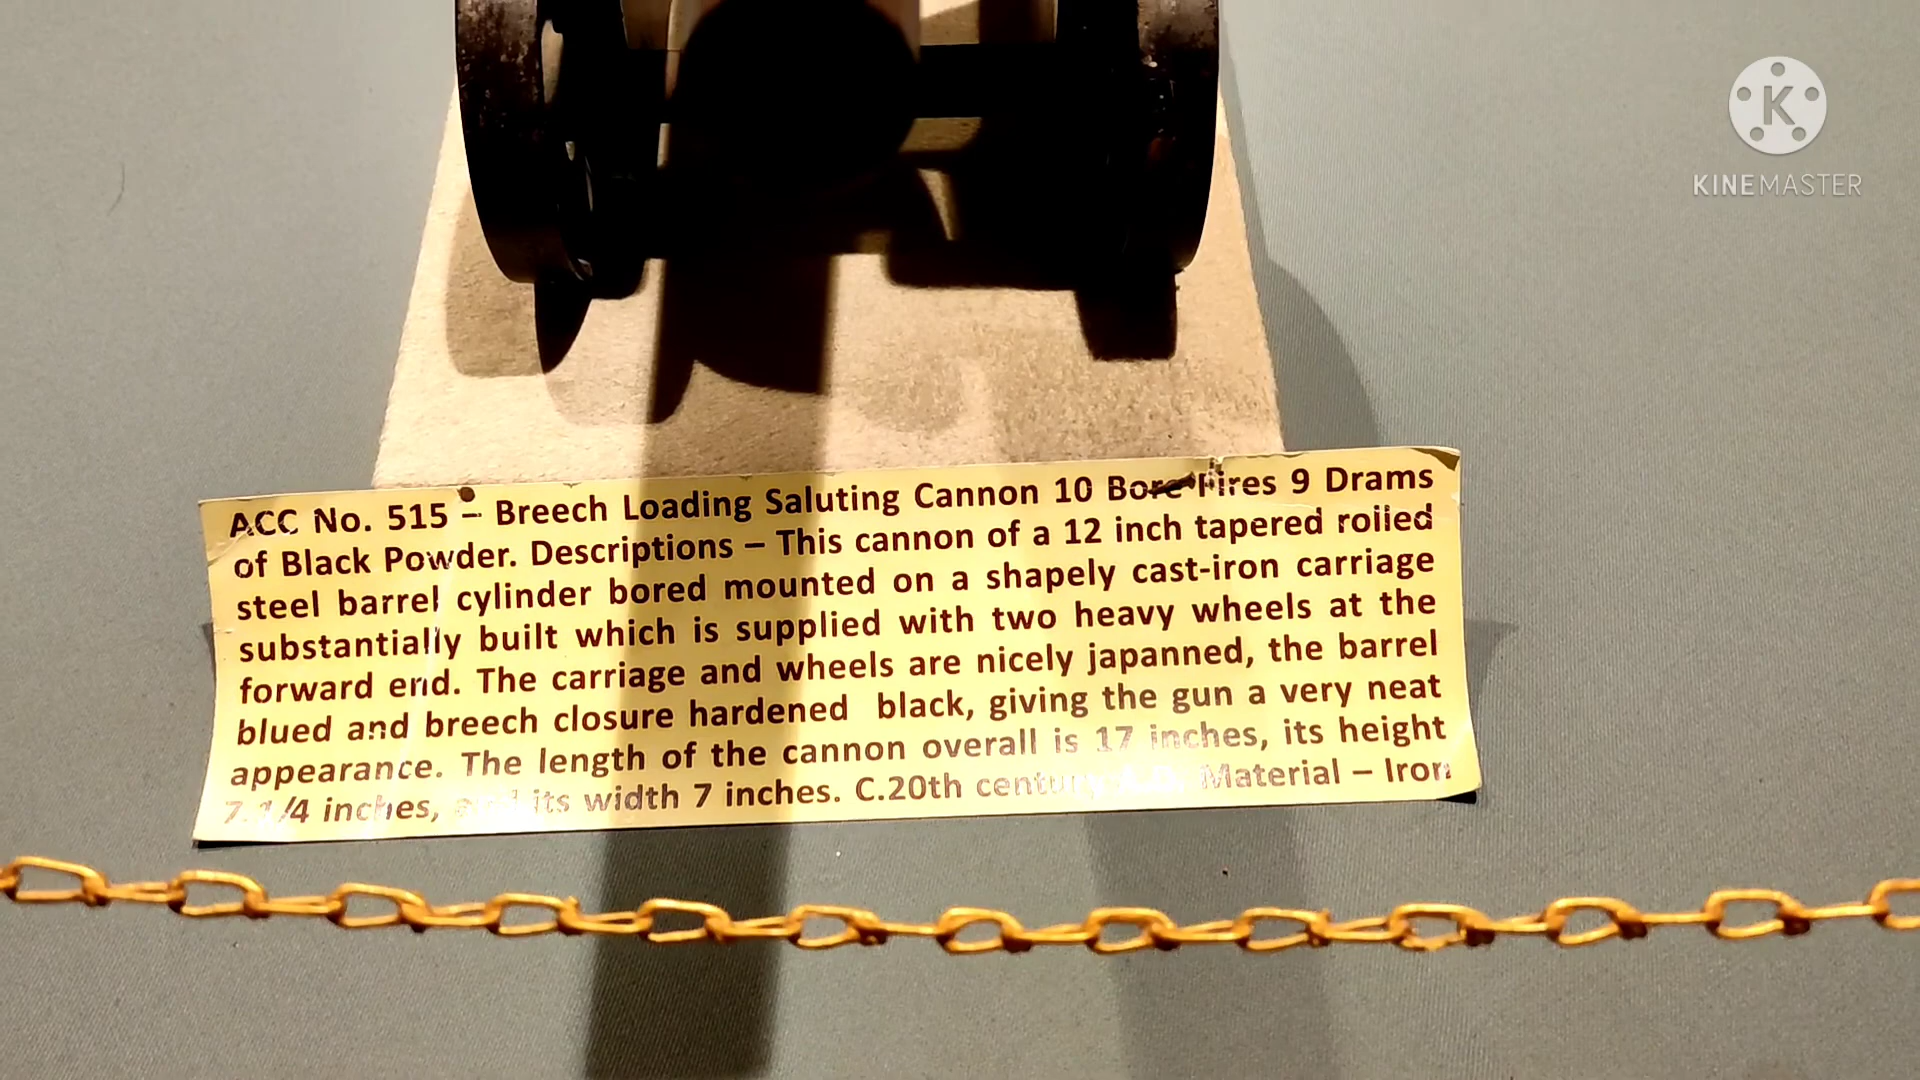 KINEMASTER
ACC No. 515 – Breech Loading Saluting Cannon 10 Bore Fires 9 Drams
of Black Powder. Descriptions – This cannon of a 12 inch tapered rolled
steel barrel cylinder bored mounted on a shapely cast-iron carriage
substantially built which is supplied with two heavy wheels at the
forward end. The carriage and wheels are nicely japanned, the barrel
blued and breech closure hardened black, giving the gun a very neat
appearance. The length of the cannon overall is 17 inches, its height
inches, its width 7 inches. C.20th century A.D. Material – Iron